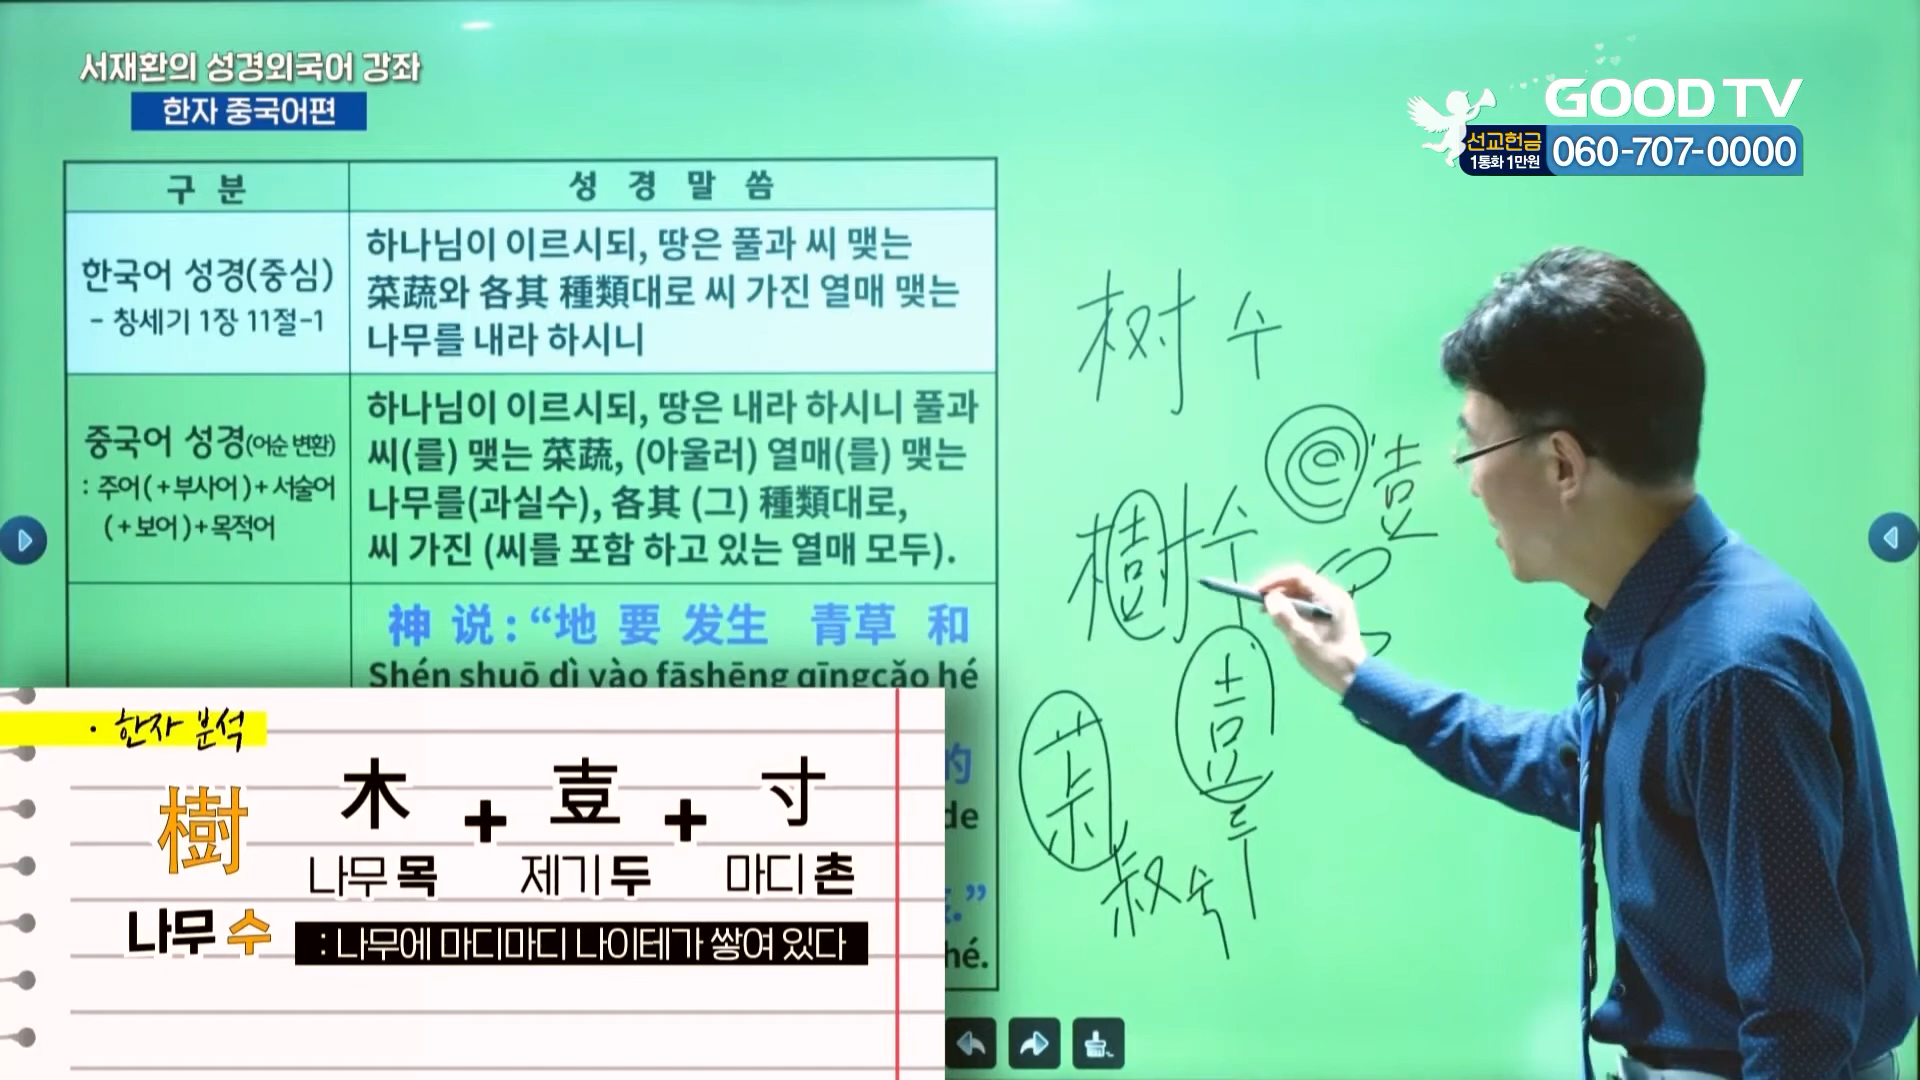 서재환의 성경외국어 강좌
한자 중국어편
GOOD TV
선교헌금
1통화 1만원
060-707-0000
구 분
성 경 말 씀
한국어 성경(중심)
- 창세기 1장 11절-1
하나님이 이르시되, 땅은 풀과 씨 맺는
菜蔬와 各其 種類대로 씨 가진 열매 맺는
나무를 내라 하시니
중국어 성경(어순 변환)
: 주어(+부사어)+서술어
(+보어)+목적어
하나님이 이르시되, 땅은 내라 하시니 풀과
씨(를) 맺는 菜蔬, (아울러) 열매(를) 맺는
나무를(과실수), 各其 (그) 種類대로,
씨 가진 (씨를 포함 하고 있는 열매 모두).
神 说:“地 要 发生 青草 和
Shén shuō dì yào fāshēng qīngcǎo hé
的
de
.”
hé.
树 수
樹 수
壴
壴
두
叔 숙
· 한자 분석
樹
나무 수
木 + 壴 + 寸
나무 목 제기 두 마디 촌
: 나무에 마디마디 나이테가 쌓여 있다